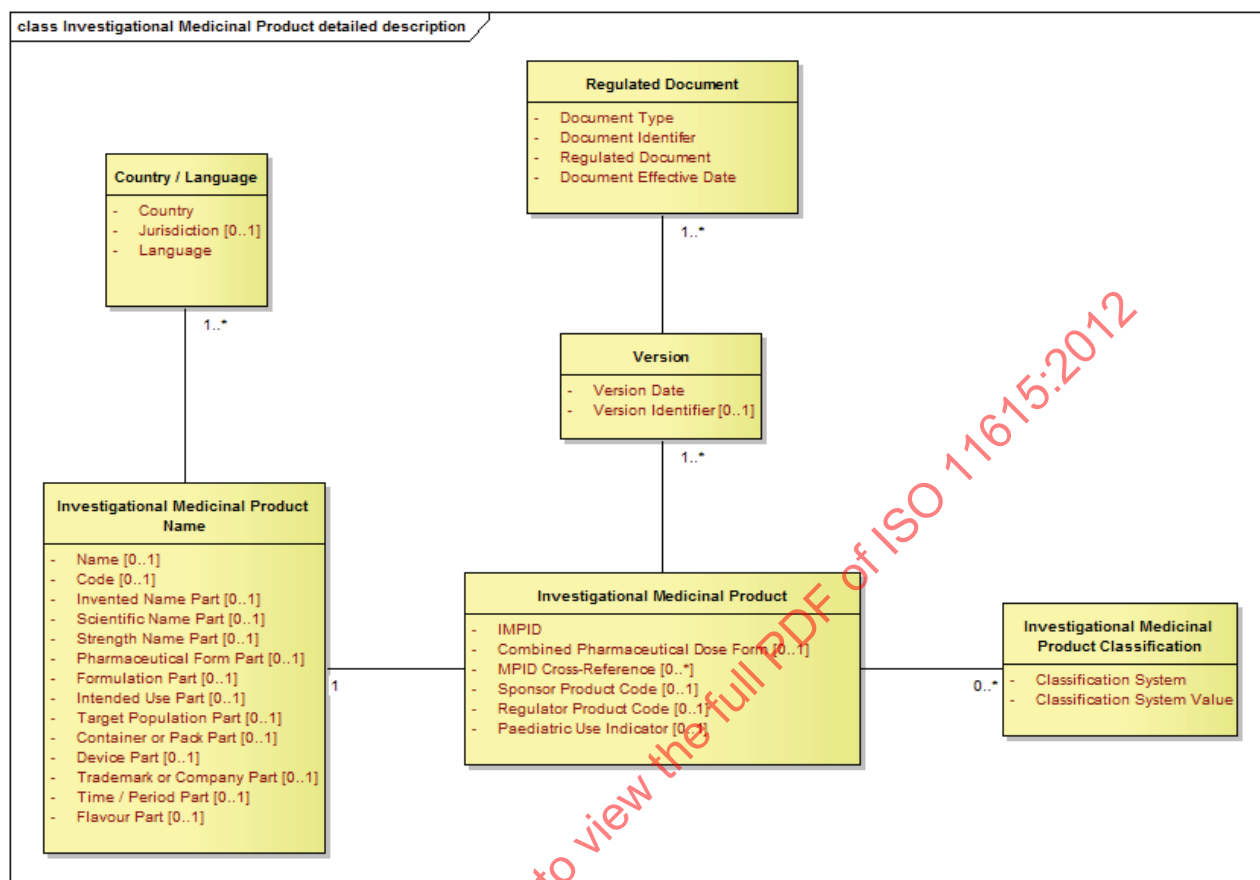 class Investigational Medicinal Product detailed description
Regulated Document
- Document Type
- Document Identifer
- Regulated Document
- Document Effective Date
1..*
Country / Language
- Country
- Jurisdiction [0..1]
- Language
1..*
Version
- Version Date
- Version Identifier [0..1]
1..*
Investigational Medicinal Product
Name
- Name [0..1]
- Code [0..1]
- Invented Name Part [0..1]
- Scientific Name Part [0..1]
- Strength Name Part [0..1]
- Pharmaceutical Form Part [0..1]
- Formulation Part [0..1]
- Intended Use Part [0..1]
- Target Population Part [0..1]
- Container or Pack Part [0..1]
- Device Part [0..1]
- Trademark or Company Part [0..1]
- Time / Period Part [0..1]
- Flavour Part [0..1]
1
Investigational Medicinal Product
- IMPID
- Combined Pharmaceutical Dose Form [0..1]
- MPID Cross-Reference [0..*]
- Sponsor Product Code [0..1]
- Regulator Product Code [0..1]
- Paediatric Use Indicator [0..1]
0..*
Investigational Medicinal
Product Classification
- Classification System
- Classification System Value
to view the full PDF of ISO 11615:2012